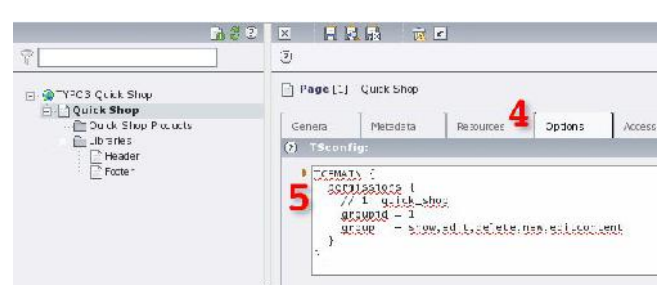 TYPO3 Quick Shop
Quick Shop
Quick Shop Products
Libraries
Header
Footer
Page [1] Quick Shop
General
Metadata
Resources
4
Options
Access
TSconfig:
5
TCEMAIN {
permissions {
// 1 quick_shop
groupid = 1
group = show,edit,delete,new,editcontent
}
}